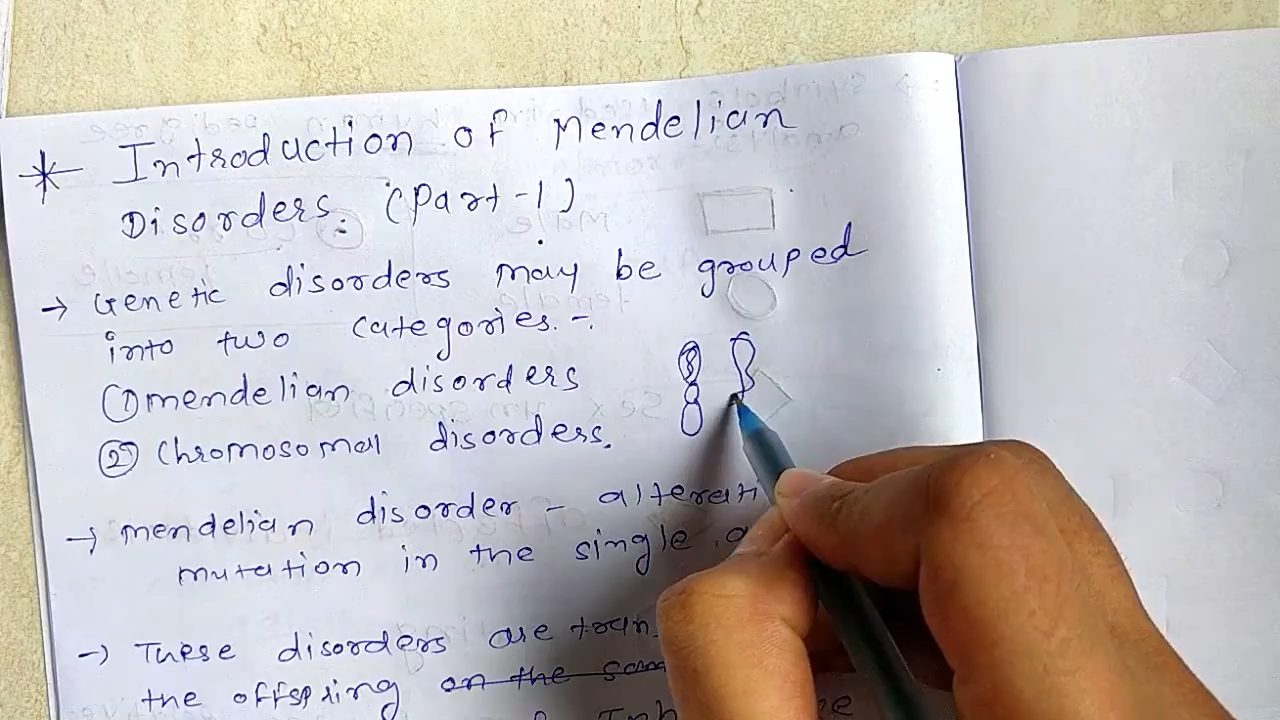 * Introduction of Mendelian
Disorders. (Part-1)
→ Genetic disorders may be grouped
into two categories.-.
① mendelian disorders
② Chromosomal disorders.
→ mendelian disorder - alterati
mutation in the single
→ These disorders are tran
the offspring on the sam